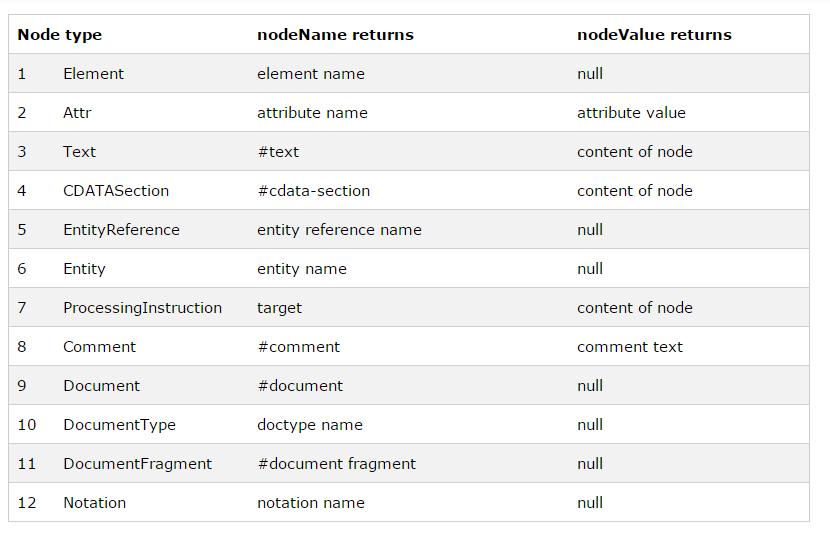 Node type nodeName returns nodeValue returns
1 Element element name null
2 Attr attribute name attribute value
3 Text #text content of node
4 CDATASection #cdata-section content of node
5 EntityReference entity reference name null
6 Entity entity name null
7 ProcessingInstruction target content of node
8 Comment #comment comment text
9 Document #document null
10 DocumentType doctype name null
11 DocumentFragment #document fragment null
12 Notation notation name null